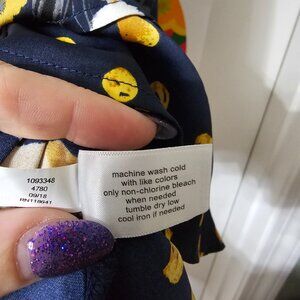 1093348
4780
09/18
RN118641
machine wash cold
with like colors
only non-chlorine bleach
when needed
tumble dry low
cool iron if needed